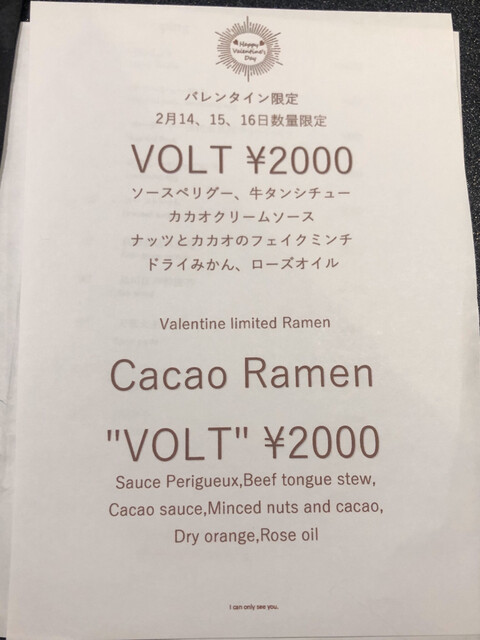 Happy
Valentine's
Day
バレンタイン限定
2月14、15、16日数量限定
VOLT ¥2000
ソースペリグー、牛タンシチュー
カカオクリームソース
ナッツとカカオのフェイクミンチ
ドライみかん、ローズオイル
Valentine limited Ramen
Cacao Ramen
"VOLT" ¥2000
Sauce Perigueux,Beef tongue stew,
Cacao sauce,Minced nuts and cacao,
Dry orange,Rose oil
I can only see you.